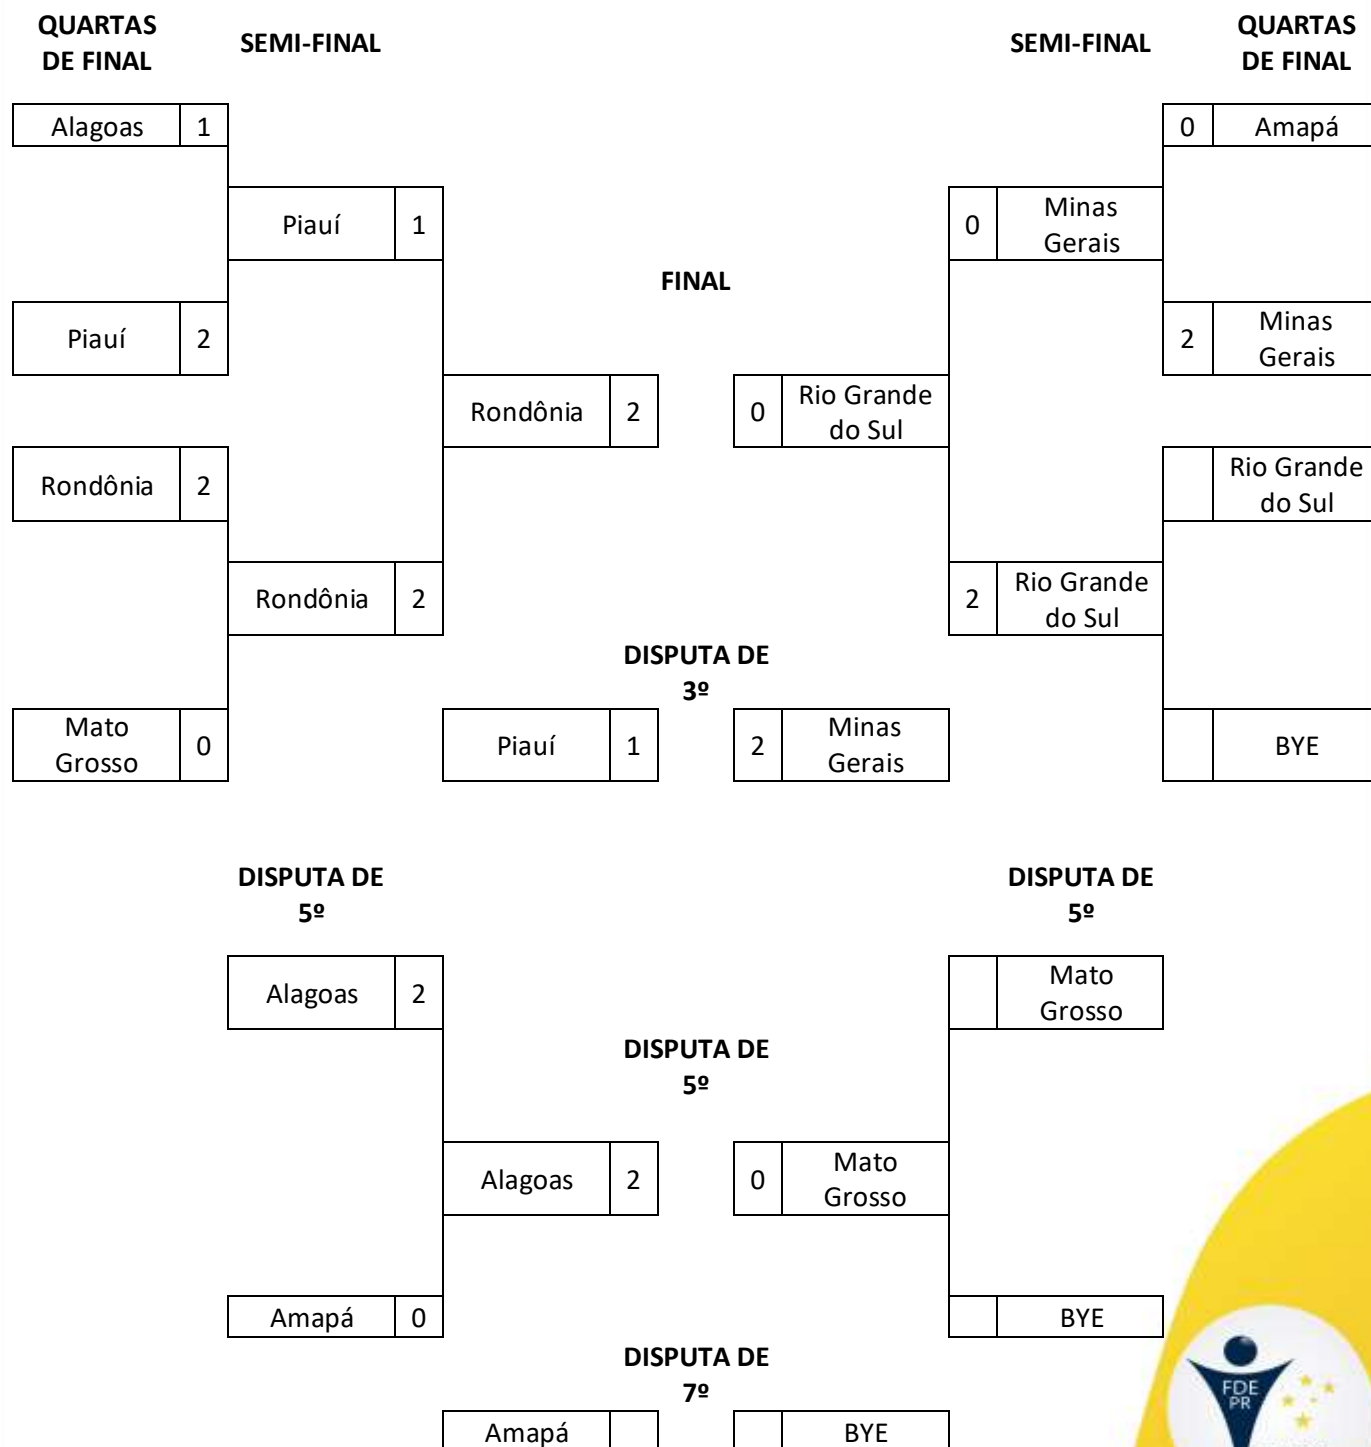 QUARTAS
DE FINAL
SEMI-FINAL
SEMI-FINAL
QUARTAS
DE FINAL
Alagoas 1
0 Amapá
Piauí 1
0 Minas
Gerais
FINAL
Piauí 2
2 Minas
Gerais
Rondônia 2
0 Rio Grande
do Sul
Rondônia 2
Rio Grande
do Sul
Rondônia 2
2 Rio Grande
do Sul
DISPUTA DE
3º
Mato
Grosso 0
Piauí 1
2 Minas
Gerais
BYE
DISPUTA DE
5º
DISPUTA DE
5º
Alagoas 2
Mato
Grosso
DISPUTA DE
5º
Alagoas 2
0 Mato
Grosso
Amapá 0
BYE
DISPUTA DE
7º
Amapá
BYE
FDE
PR